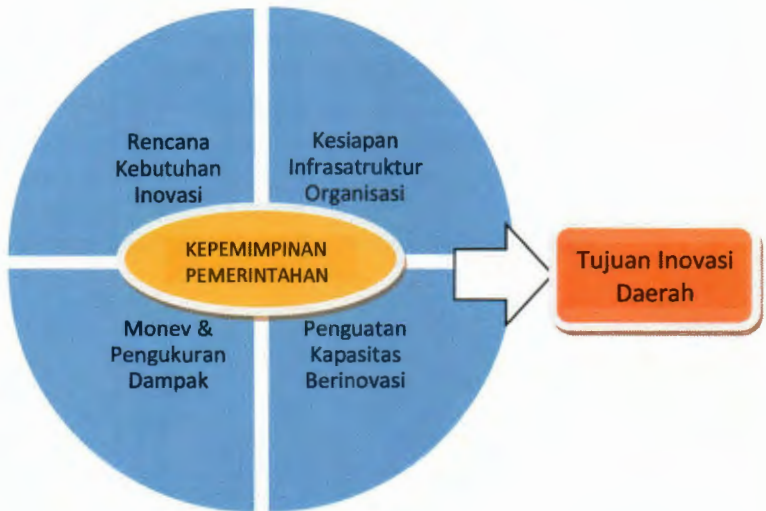 Rencana
Kebutuhan
Inovasi
Kesiapan
Infrasatruktur
Organisasi
KEPEMIMPINAN
PEMERINTAHAN
Monev &
Pengukuran
Dampak
Penguatan
Kapasitas
Berinovasi
Tujuan Inovasi
Daerah